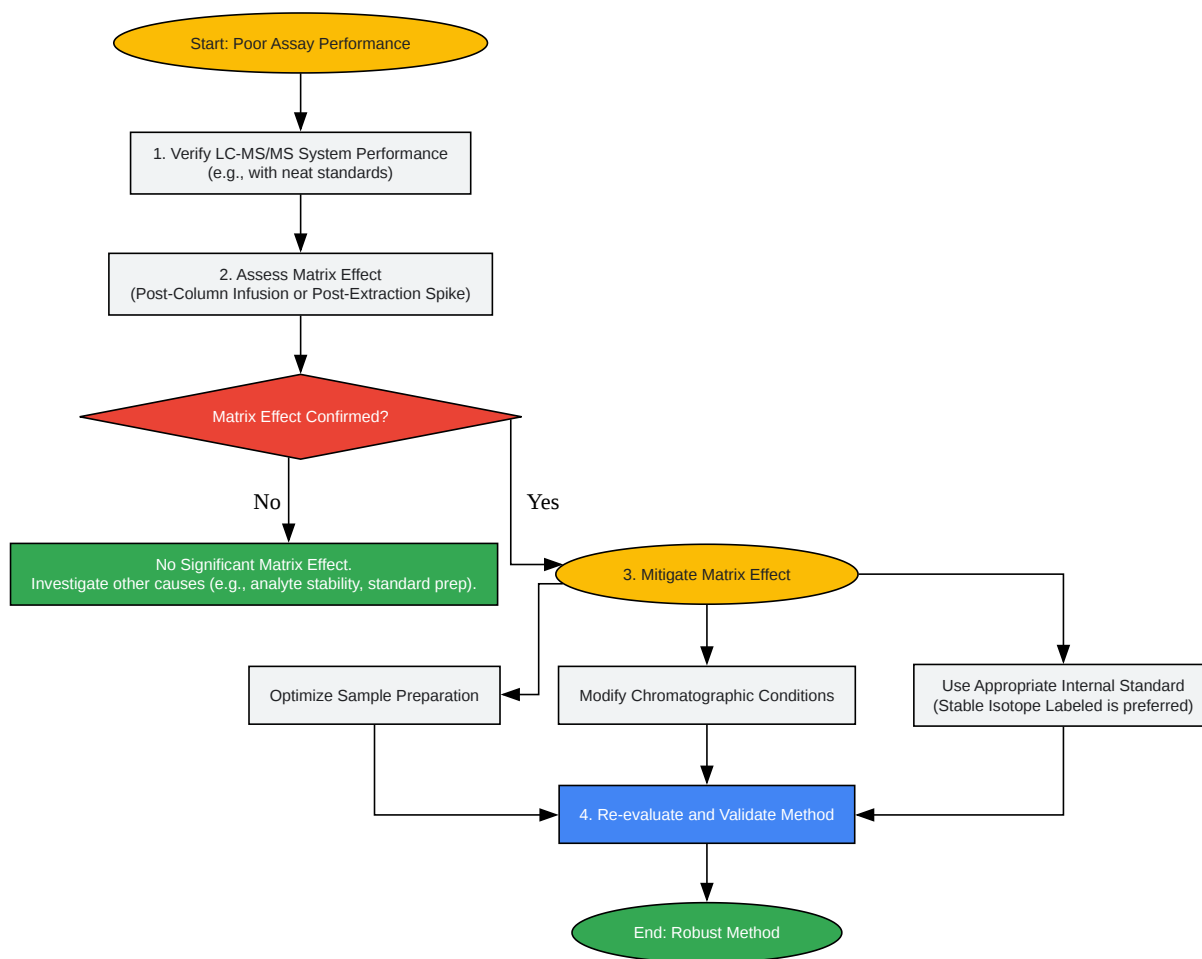 Start: Poor Assay Performance
1. Verify LC-MS/MS System Performance
(e.g., with neat standards)
2. Assess Matrix Effect
(Post-Column Infusion or Post-Extraction Spike)
Matrix Effect Confirmed?
No
Yes
No Significant Matrix Effect.
Investigate other causes (e.g., analyte stability, standard prep).
3. Mitigate Matrix Effect
Optimize Sample Preparation
Modify Chromatographic Conditions
Use Appropriate Internal Standard
(Stable Isotope Labeled is preferred)
4. Re-evaluate and Validate Method
End: Robust Method